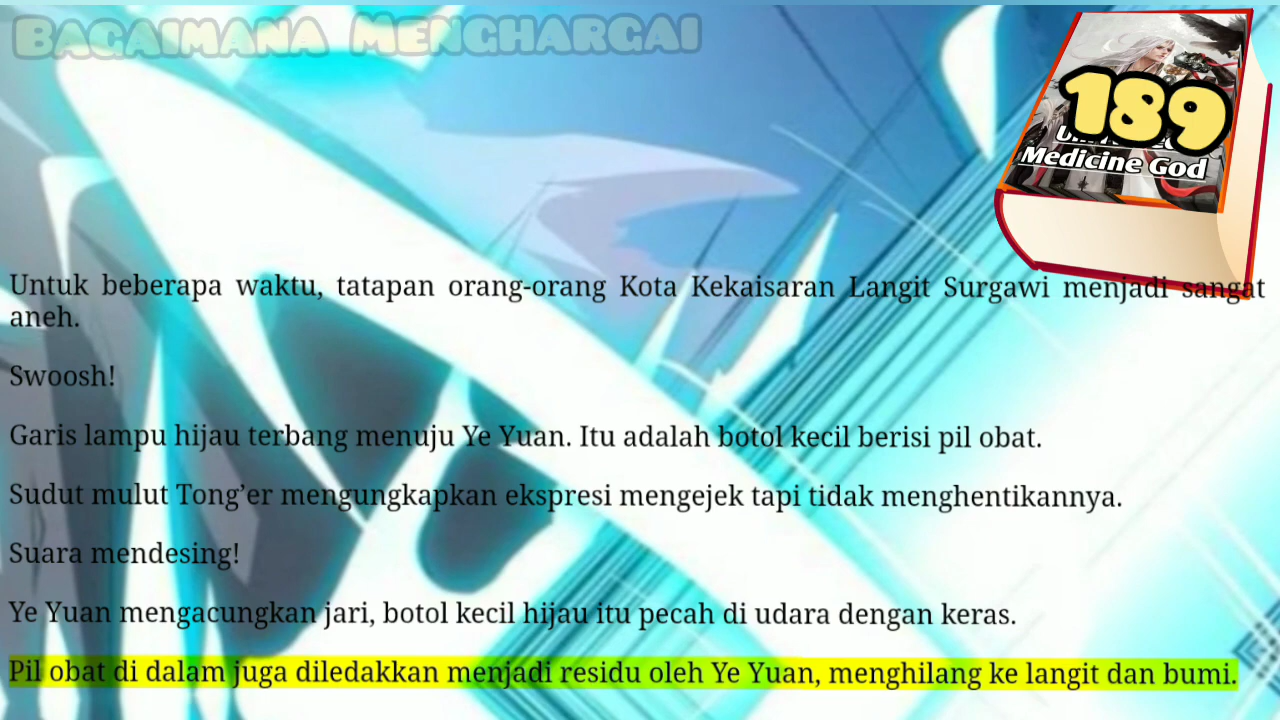 Bagaimana Menghargai
189
Medicine God
Untuk beberapa waktu, tatapan orang-orang Kota Kekaisaran Langit Surgawi menjadi sangat
aneh.
Swoosh!
Garis lampu hijau terbang menuju Ye Yuan. Itu adalah botol kecil berisi pil obat.
Sudut mulut Tong’er mengungkapkan ekspresi mengejek tapi tidak menghentikannya.
Suara mendesing!
Ye Yuan mengacungkan jari, botol kecil hijau itu pecah di udara dengan keras.
Pil obat di dalam juga diledakkan menjadi residu oleh Ye Yuan, menghilang ke langit dan bumi.